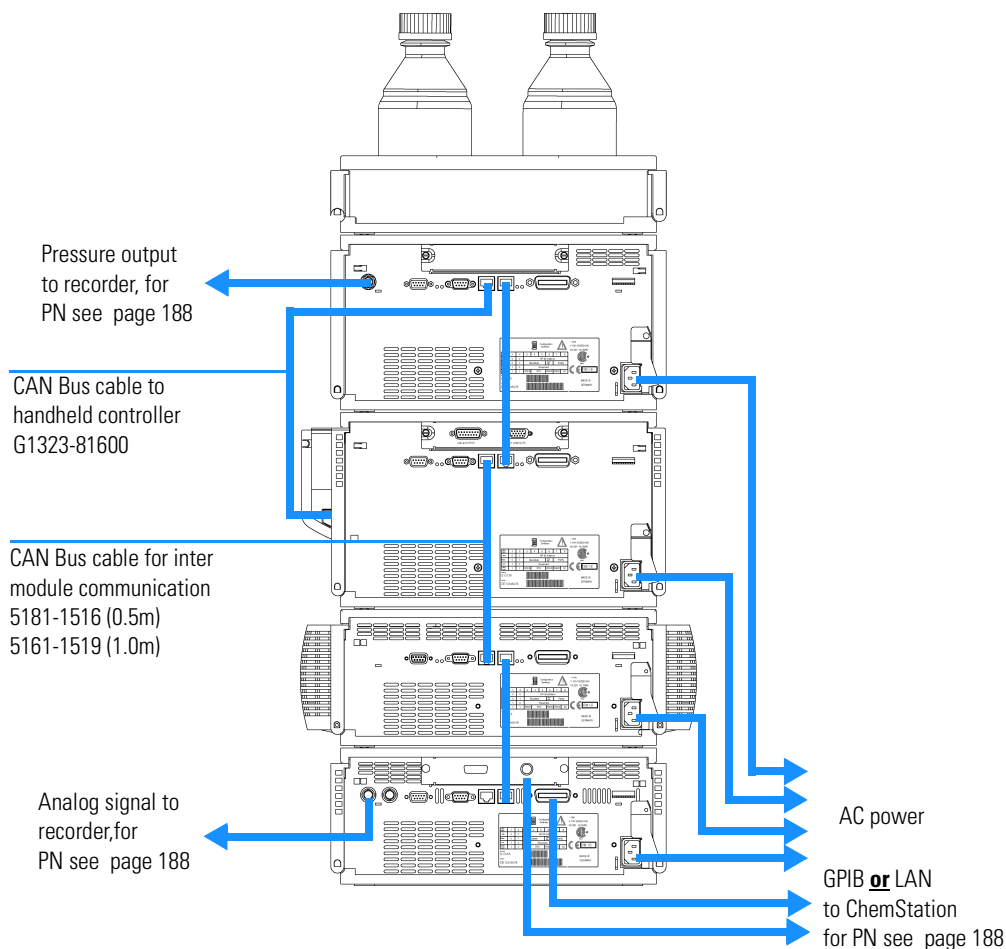 Pressure output
to recorder, for
PN see page 188
CAN Bus cable to
handheld controller
G1323-81600
CAN Bus cable for inter
module communication
5181-1516 (0.5m)
5161-1519 (1.0m)
Analog signal to
recorder,for
PN see page 188
AC power
GPIB or LAN
to ChemStation
for PN see page 188